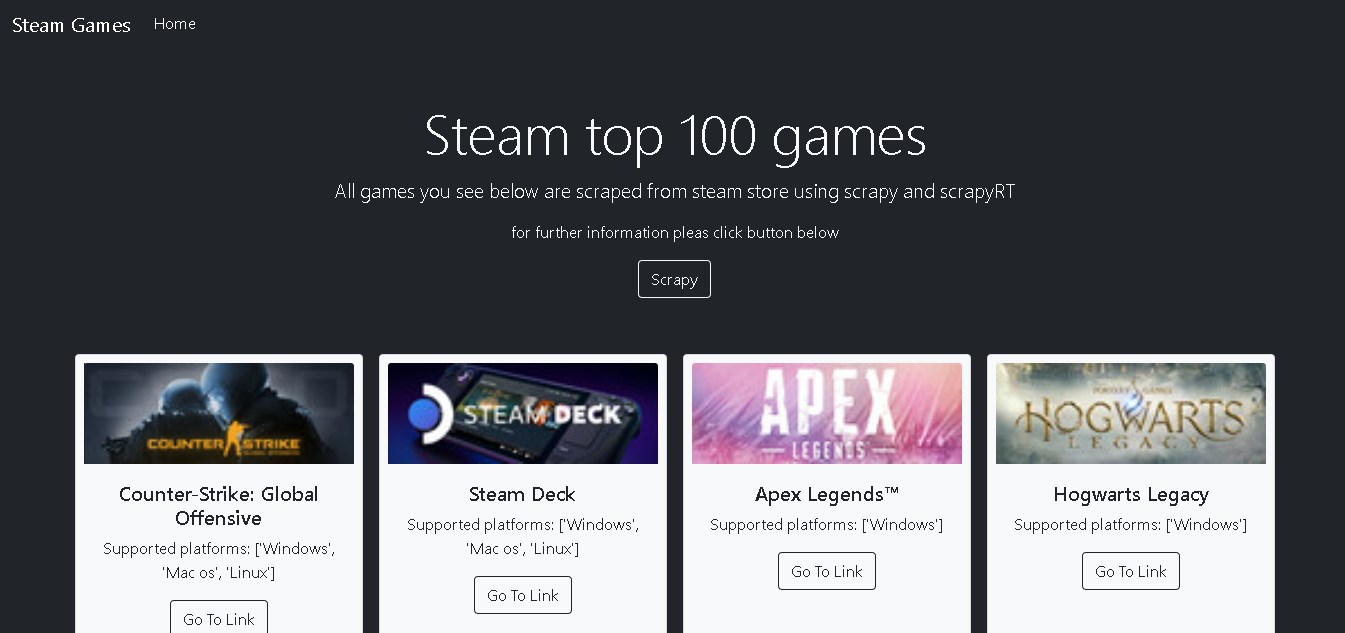 Steam Games Home
Steam top 100 games
All games you see below are scraped from steam store using scrapy and scrapyRT
for further information pleas click button below
Scrapy
COUNTER STRIKE
GLOBAL OFFENSIVE
Counter-Strike: Global
Offensive
Supported platforms: ['Windows',
'Mac os', 'Linux']
Go To Link
STEAM DECK
Steam Deck
Supported platforms: ['Windows',
'Mac os', 'Linux']
Go To Link
APEX
LEGENDS
Apex Legends™
Supported platforms: ['Windows']
Go To Link
HOGWARTS
LEGACY
Hogwarts Legacy
Supported platforms: ['Windows']
Go To Link